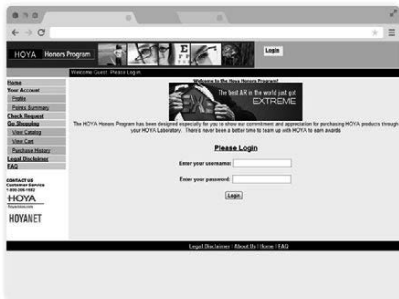 HOYA Honors Program
Login
Welcome Guest Please Log in.
Home
Your Account
Profile
Points Summary
Check Request
Go Shopping
View Catalog
View Cart
Purchase History
Legal Disclaimer
FAQ
CONTACT US
Customer Service
HOYA
HOYANET
Welcome to the Hoya Honors Program!
The best AR in the world just got
EXTREME
The HOYA Honors Program has been designed especially for you to show our commitment and appreciation for purchasing HOYA products through
your HOYA Laboratory. There's never been a better time to team up with HOYA to earn awards
Please Login
Enter your username:
Enter your password:
Login
Legal Disclaimer | About Us | Home | FAQ